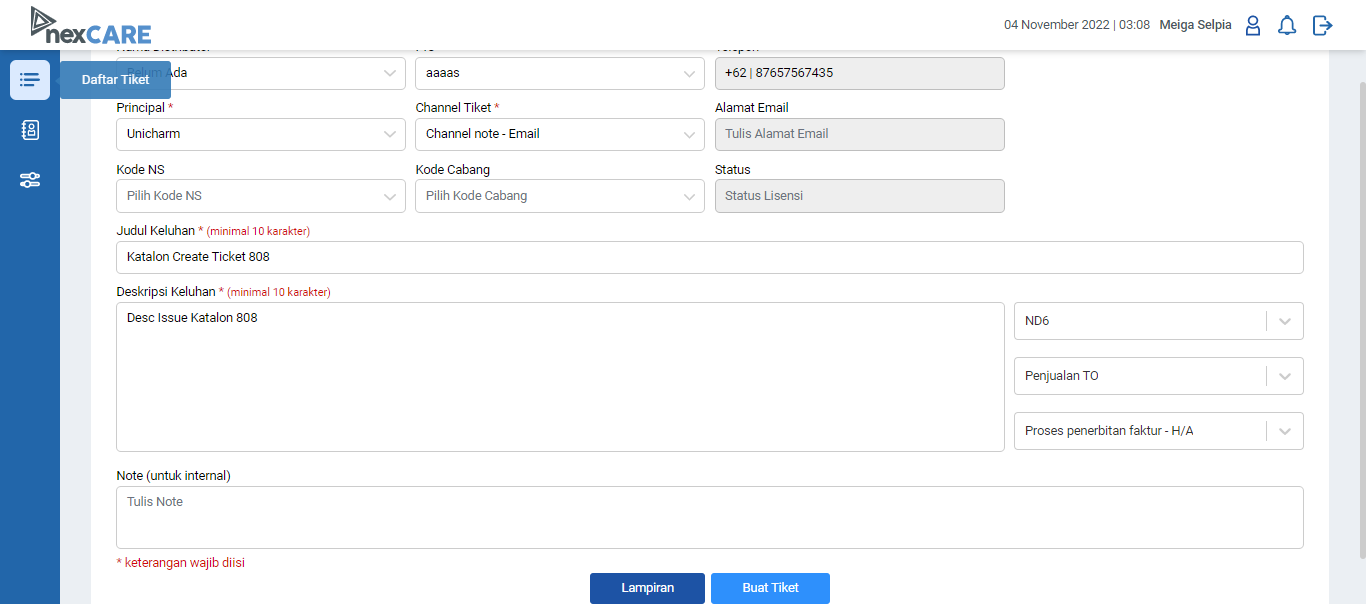 nexCARE
04 November 2022 | 03:08 Meiga Selpia
Daftar Tiket
Ada
aaaas
+62 | 87657567435
Principal *
Channel Tiket *
Alamat Email
Unicharm
Channel note - Email
Tulis Alamat Email
Kode NS
Kode Cabang
Status
Pilih Kode NS
Pilih Kode Cabang
Status Lisensi
Judul Keluhan * (minimal 10 karakter)
Katalon Create Ticket 808
Deskripsi Keluhan * (minimal 10 karakter)
Desc Issue Katalon 808
ND6
Penjualan TO
Proses penerbitan faktur - H/A
Note (untuk internal)
Tulis Note
* keterangan wajib diisi
Lampiran
Buat Tiket